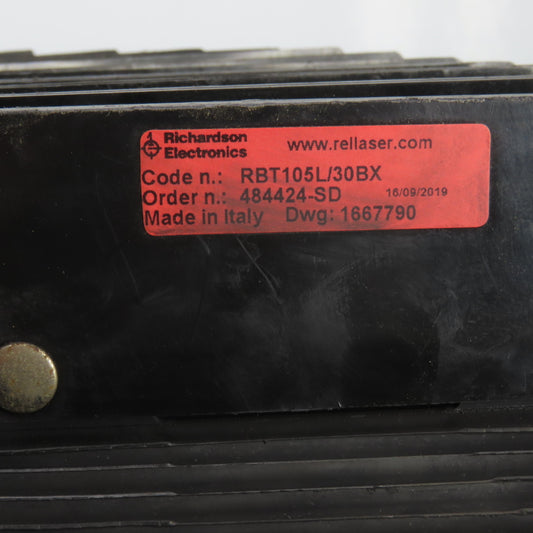 Richardson
Electronics
www.rellaser.com
Code n.: RBT105L/30BX
Order n.: 484424-SD 16/09/2019
Made in Italy Dwg: 1667790